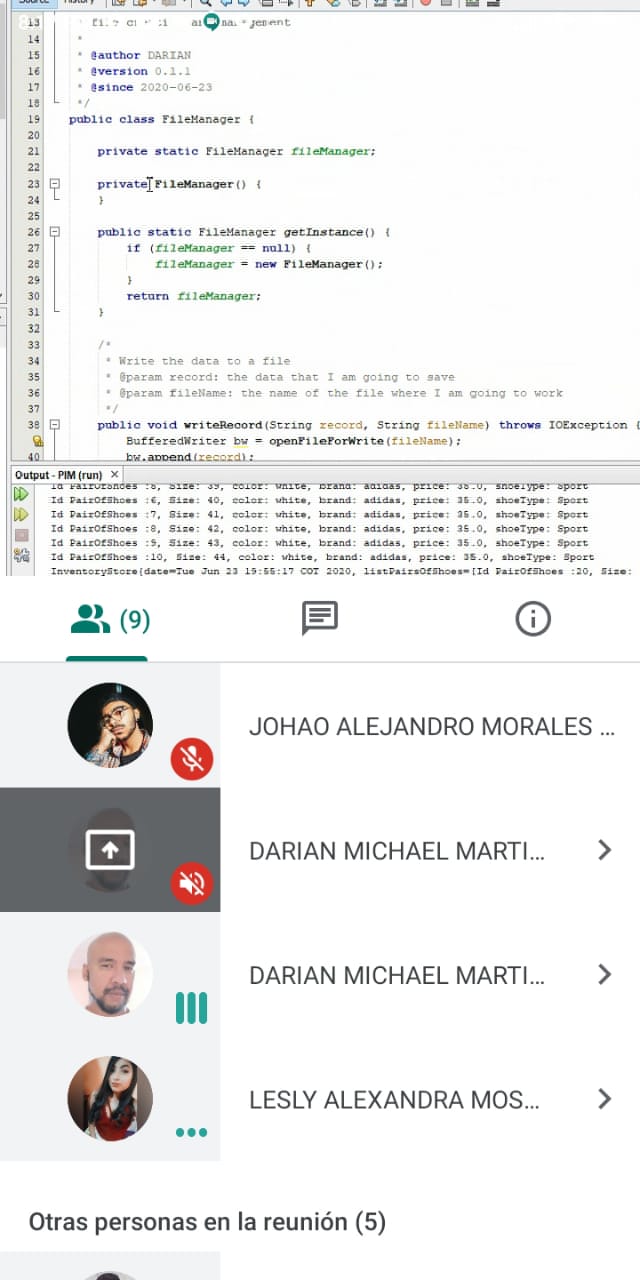 Source History
13
14 *
15 * @author DARIAN
16 * @version 0.1.1
17 * @since 2020-06-23
18 */
19 public class FileManager {
20
21 private static FileManager fileManager;
22
23 private FileManager() {
24 }
25
26 public static FileManager getInstance() {
27 if (fileManager == null) {
28 fileManager = new FileManager();
29 }
30 return fileManager;
31 }
32
33 /*
34 * Write the data to a file
35 * @param record: the data that I am going to save
36 * @param fileName: the name of the file where I am going to work
37 */
38 public void writeRecord(String record, String fileName) throws IOException {
BufferedWriter bw = openFileForWrite(fileName);
40 bw.append(record);
Output - PIM (run) ×
Id PairOfShoes :5, Size: 39, color: white, brand: adidas, price: 35.0, shoeType: Sport
Id PairOfShoes :6, Size: 40, color: white, brand: adidas, price: 35.0, shoeType: Sport
Id PairOfShoes :7, Size: 41, color: white, brand: adidas, price: 35.0, shoeType: Sport
Id PairOfShoes :8, Size: 42, color: white, brand: adidas, price: 35.0, shoeType: Sport
Id PairOfShoes :9, Size: 43, color: white, brand: adidas, price: 35.0, shoeType: Sport
Id PairOfShoes :10, Size: 44, color: white, brand: adidas, price: 35.0, shoeType: Sport
InventoryStore{date=Tue Jun 23 15:55:17 COT 2020, listPairsOfShoes=[Id PairOfShoes :20, Size:
(9)
JOHAO ALEJANDRO MORALES ...
DARIAN MICHAEL MARTI...
DARIAN MICHAEL MARTI...
LESLY ALEXANDRA MOS...
Otras personas en la reunión (5)